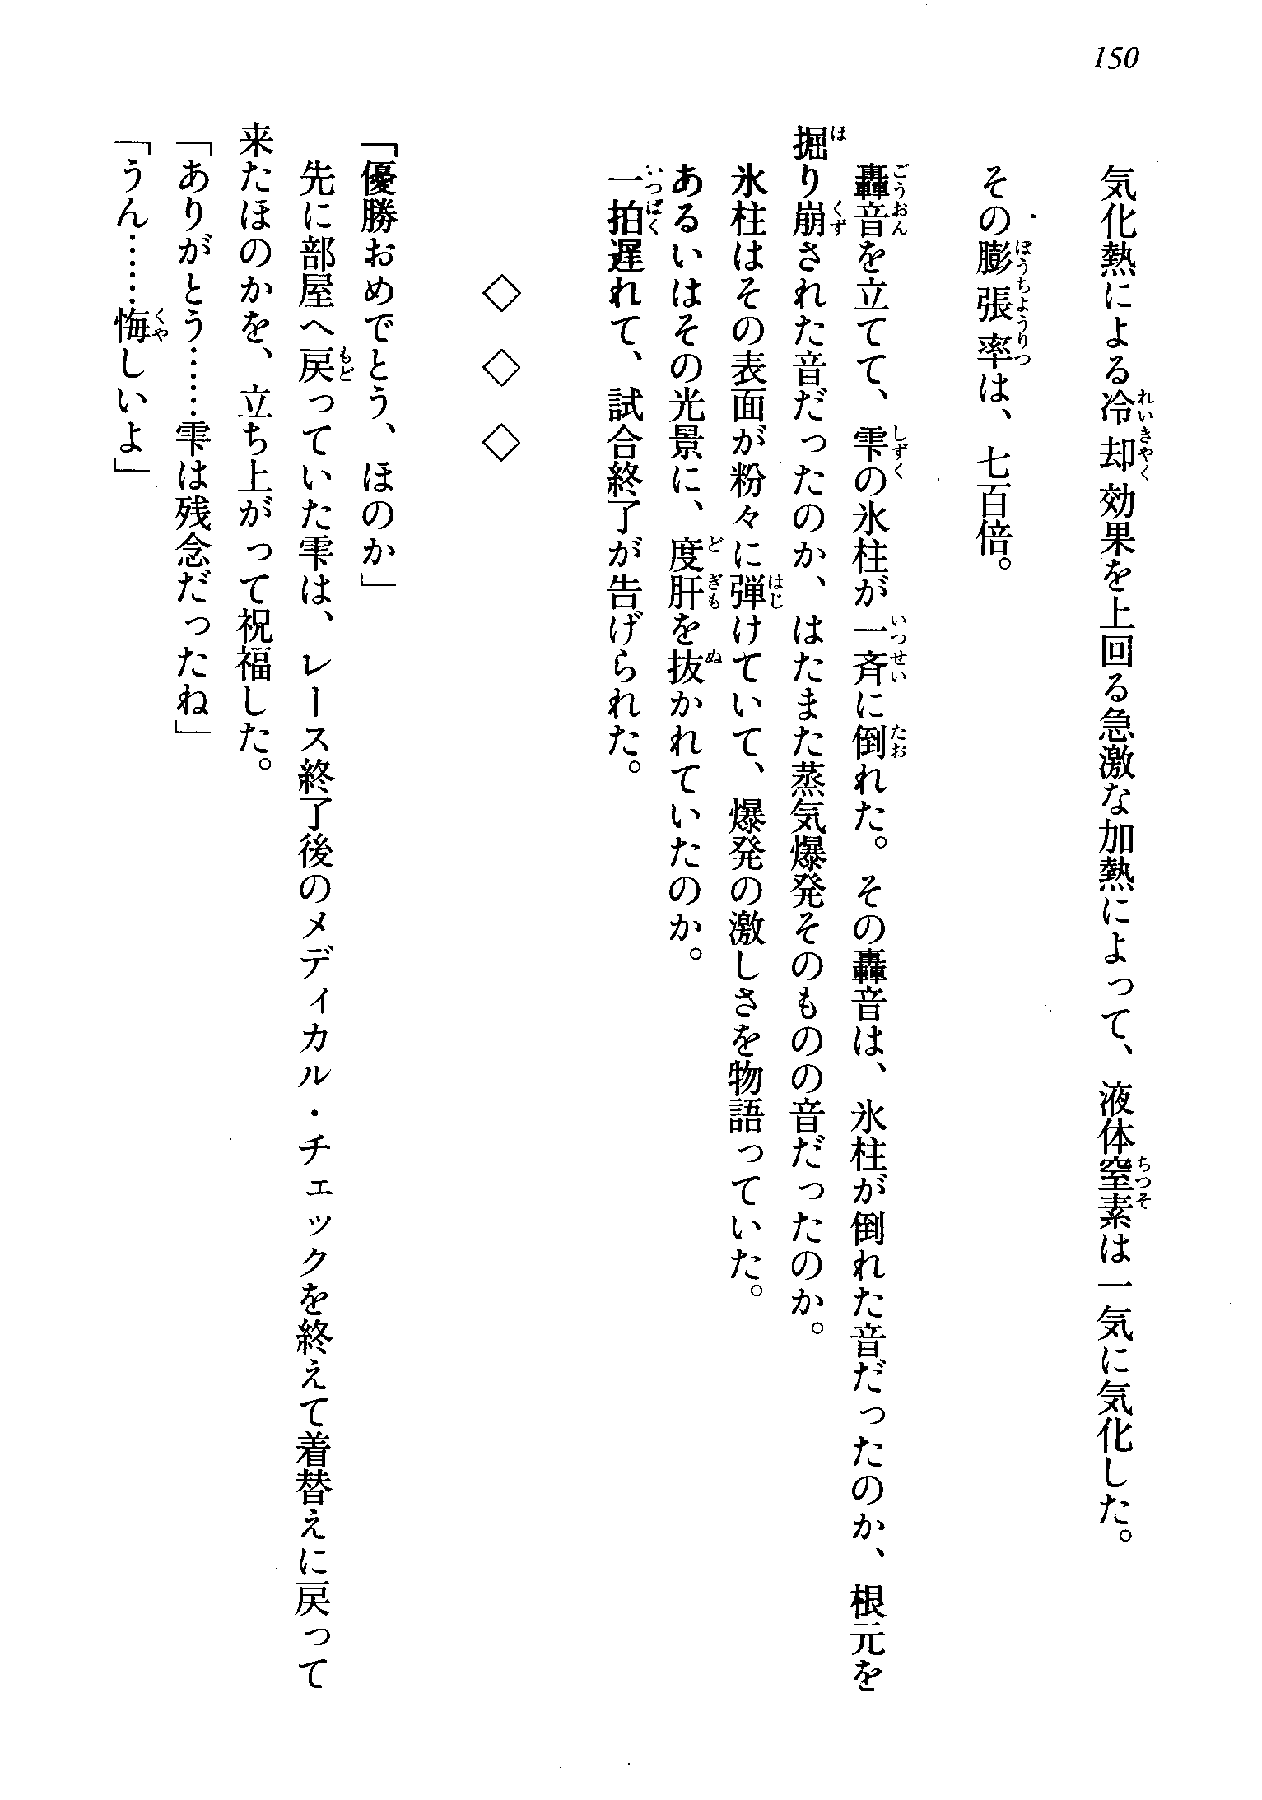 150
気化熱による冷却効果を上回る急激な加熱によって、液体窒素は一気に気化した。
その膨張率は、七百倍。
轟音を立てて、雫の氷柱が一斉に倒れた。その轟音は、氷柱が倒れた音だったのか、根元を
掘り崩された音だったのか、はたまた蒸気爆発そのものの音だったのか。
氷柱はその表面が粉々に弾けていて、爆発の激しさを物語っていた。
あるいはその光景に、度肝を抜かれていたのか。
一拍遅れて、試合終了が告げられた。
◇ ◇ ◇
「優勝おめでとう、ほのか」
先に部屋へ戻っていた雫は、レース終了後のメディカル・チェックを終えて着替えに戻って
来たほのかを、立ち上がって祝福した。
「ありがとう……雫は残念だったね」
「うん……悔しいよ」